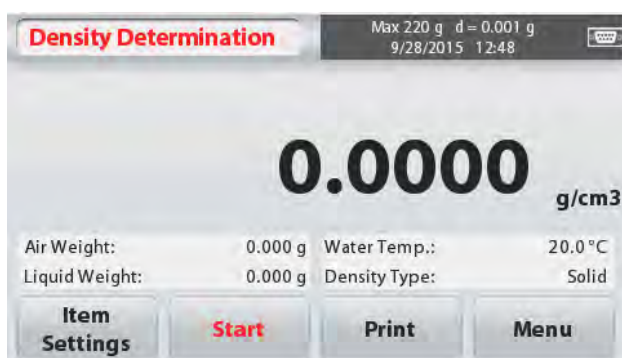 Density Determination
Max 220 g d = 0.001 g
9/28/2015 12:48
0.0000
g/cm3
Air Weight: 0.000 g Water Temp.: 20.0 °C
Liquid Weight: 0.000 g Density Type: Solid
Item Settings
Start
Print
Menu